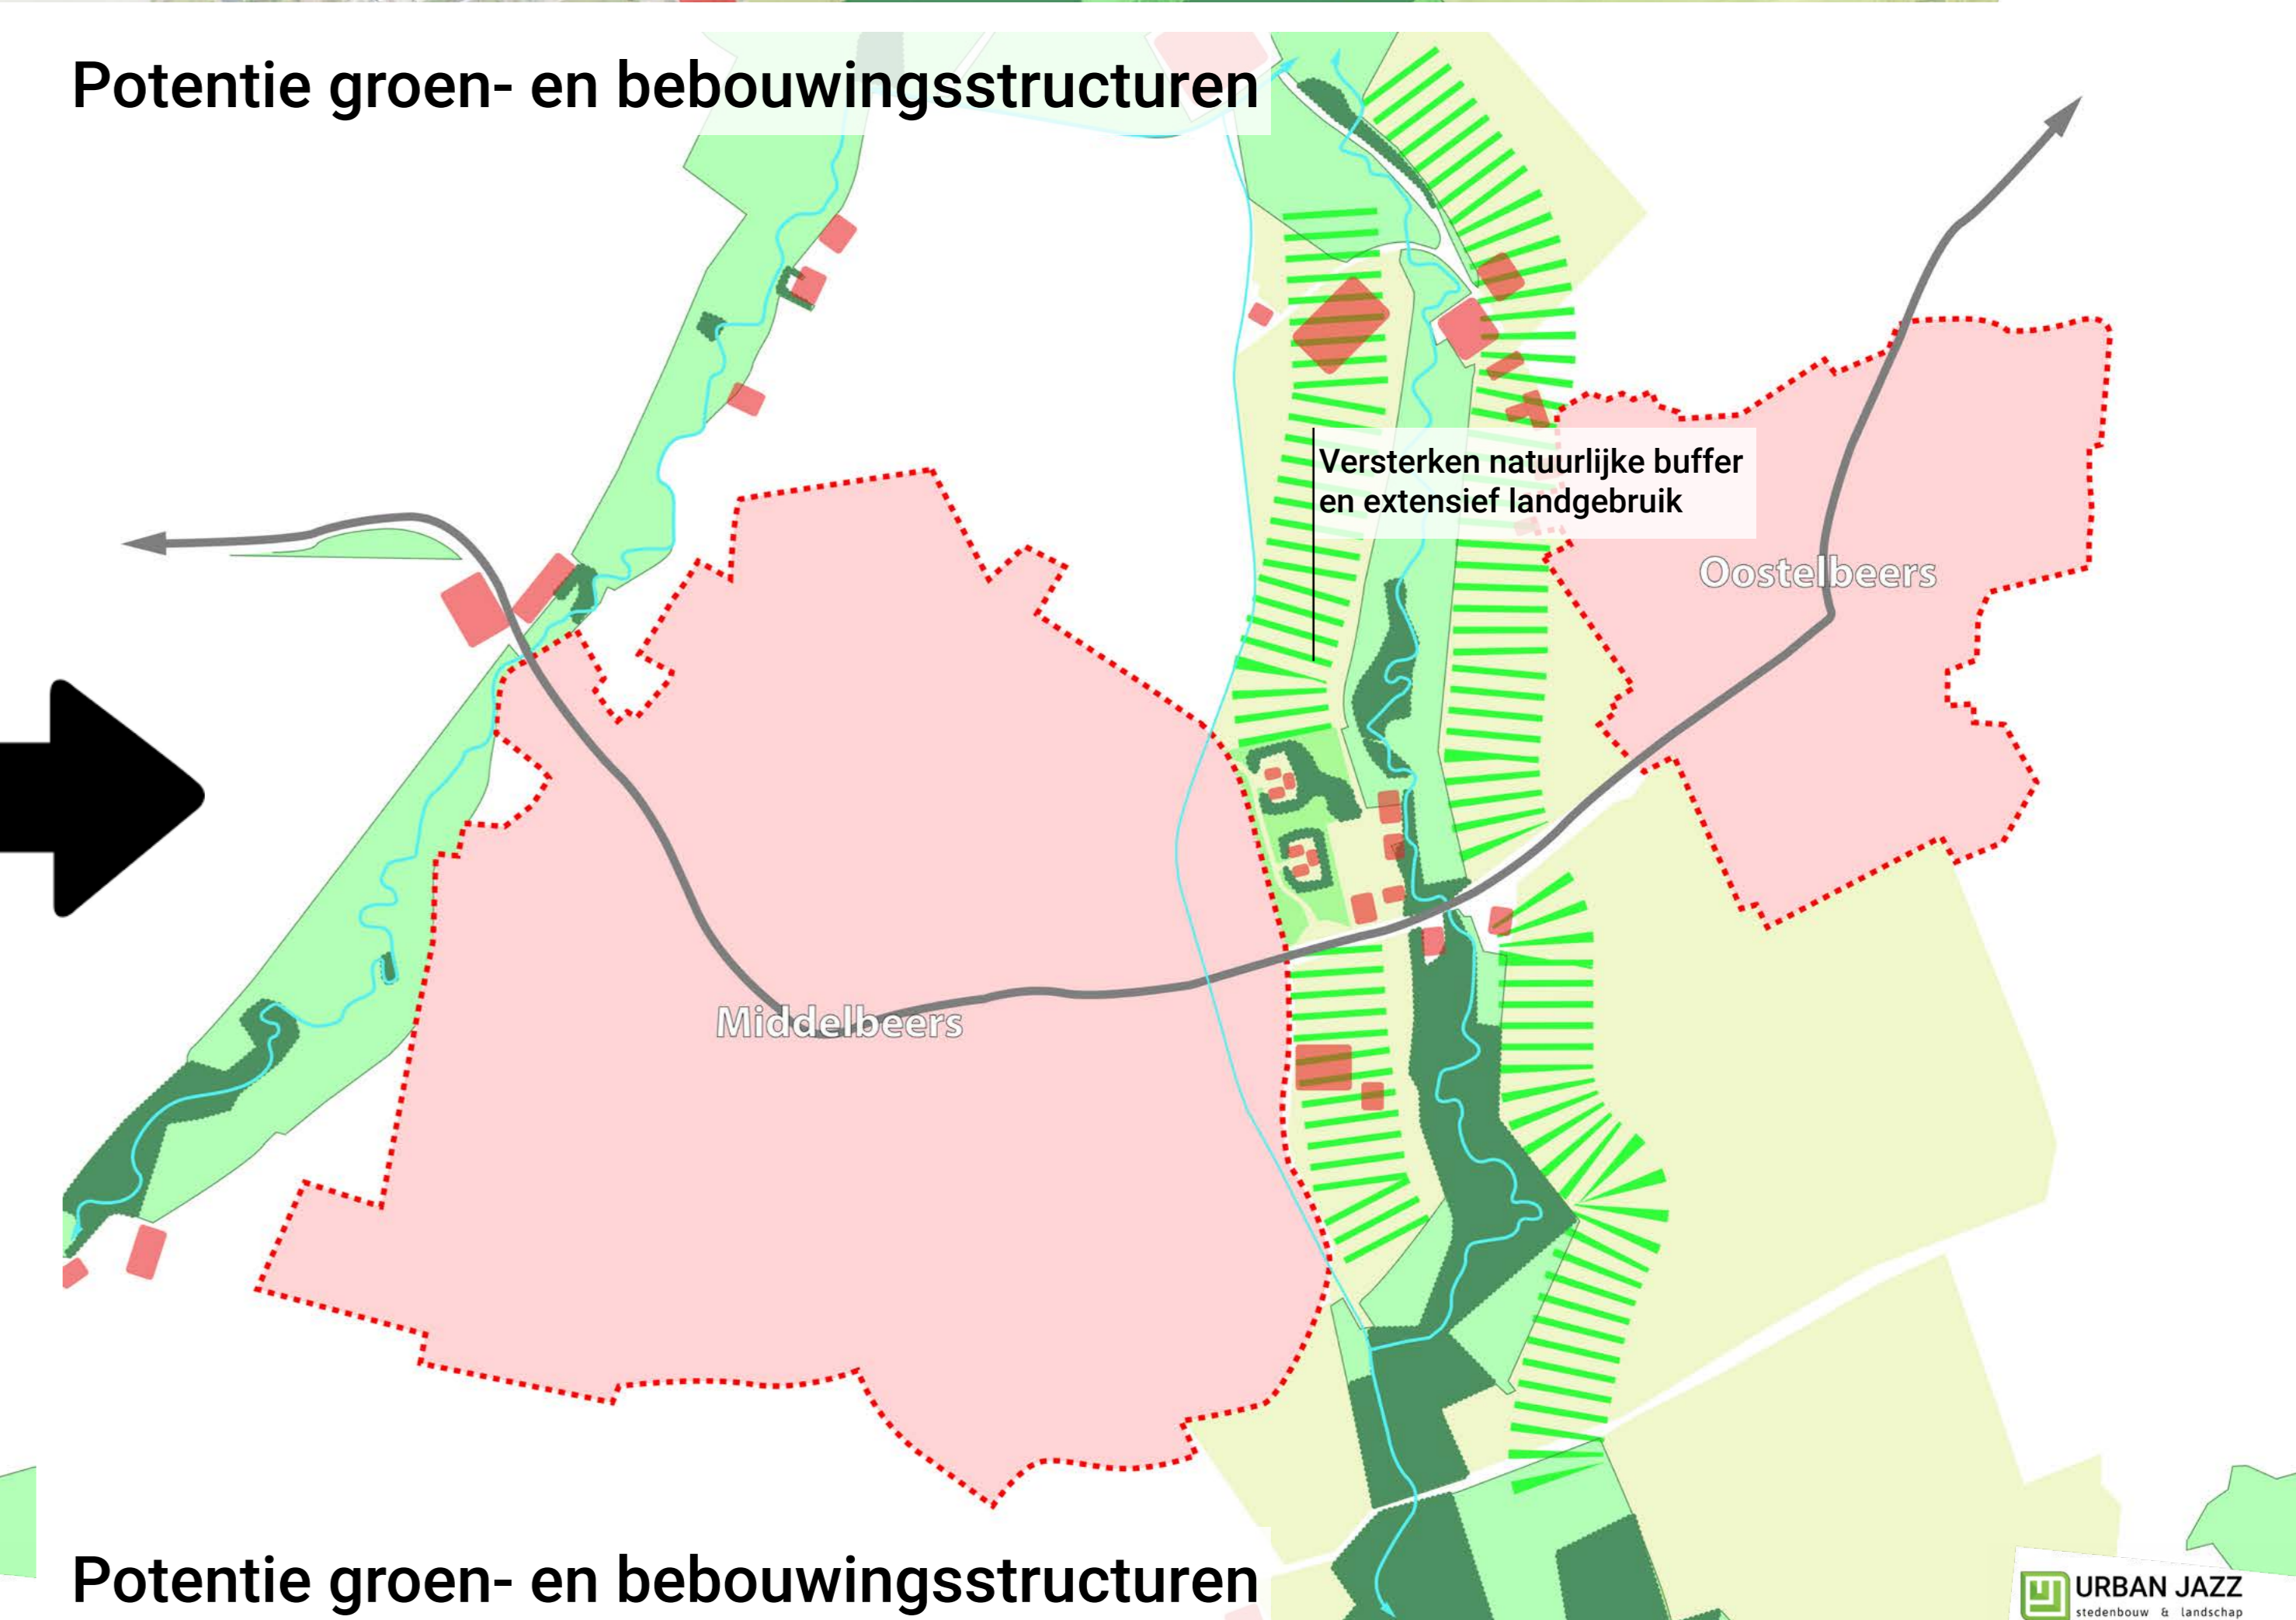 Potentie groen- en bebouwingsstructuren
Versterken natuurlijke buffer
en extensief landgebruik
Oostelbeers
Middelbeers
Potentie groen- en bebouwingsstructuren
URBAN JAZZ
stedenbouw & landschap